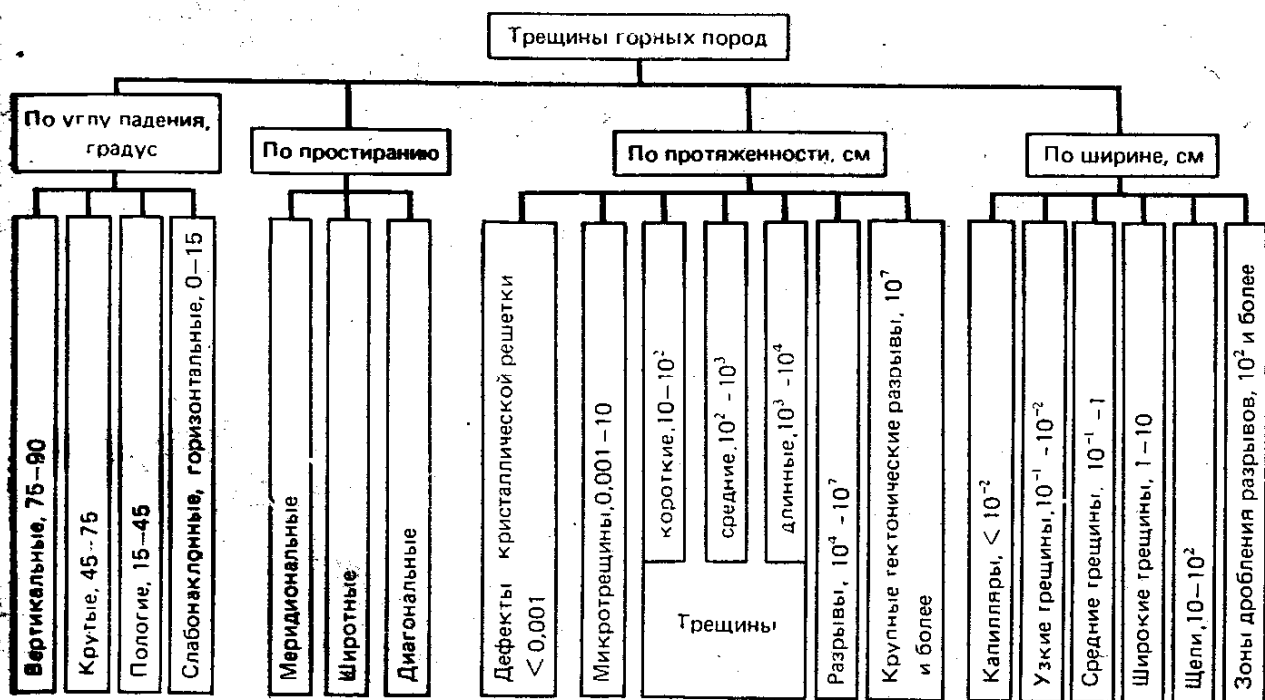 Трещины горных пород
По углу падения,
градус
По простиранию
По протяженности, см
По ширине, см
Вертикальные, 75–90
Крутые, 45–75
Пологие, 15–45
Слабонаклонные, горизонтальные, 0–15
Меридиональные
Широтные
Диагональные
Дефекты кристаллической решетки
< 0,001
Микротрещины, 0,001–10
короткие, 10–10²
средние, 10² - 10³
длинные, 10³ - 10⁴
Трещины
Разрывы, 10⁴ - 10⁷
Крупные тектонические разрывы, 10⁷
и более
Капилляры, < 10⁻²
Узкие трещины, 10⁻¹ - 10⁻²
Средние трещины, 10⁻¹ - 1
Широкие трещины, 1 – 10
Щели, 10–10²
Зоны дробления разрывов, 10² и более